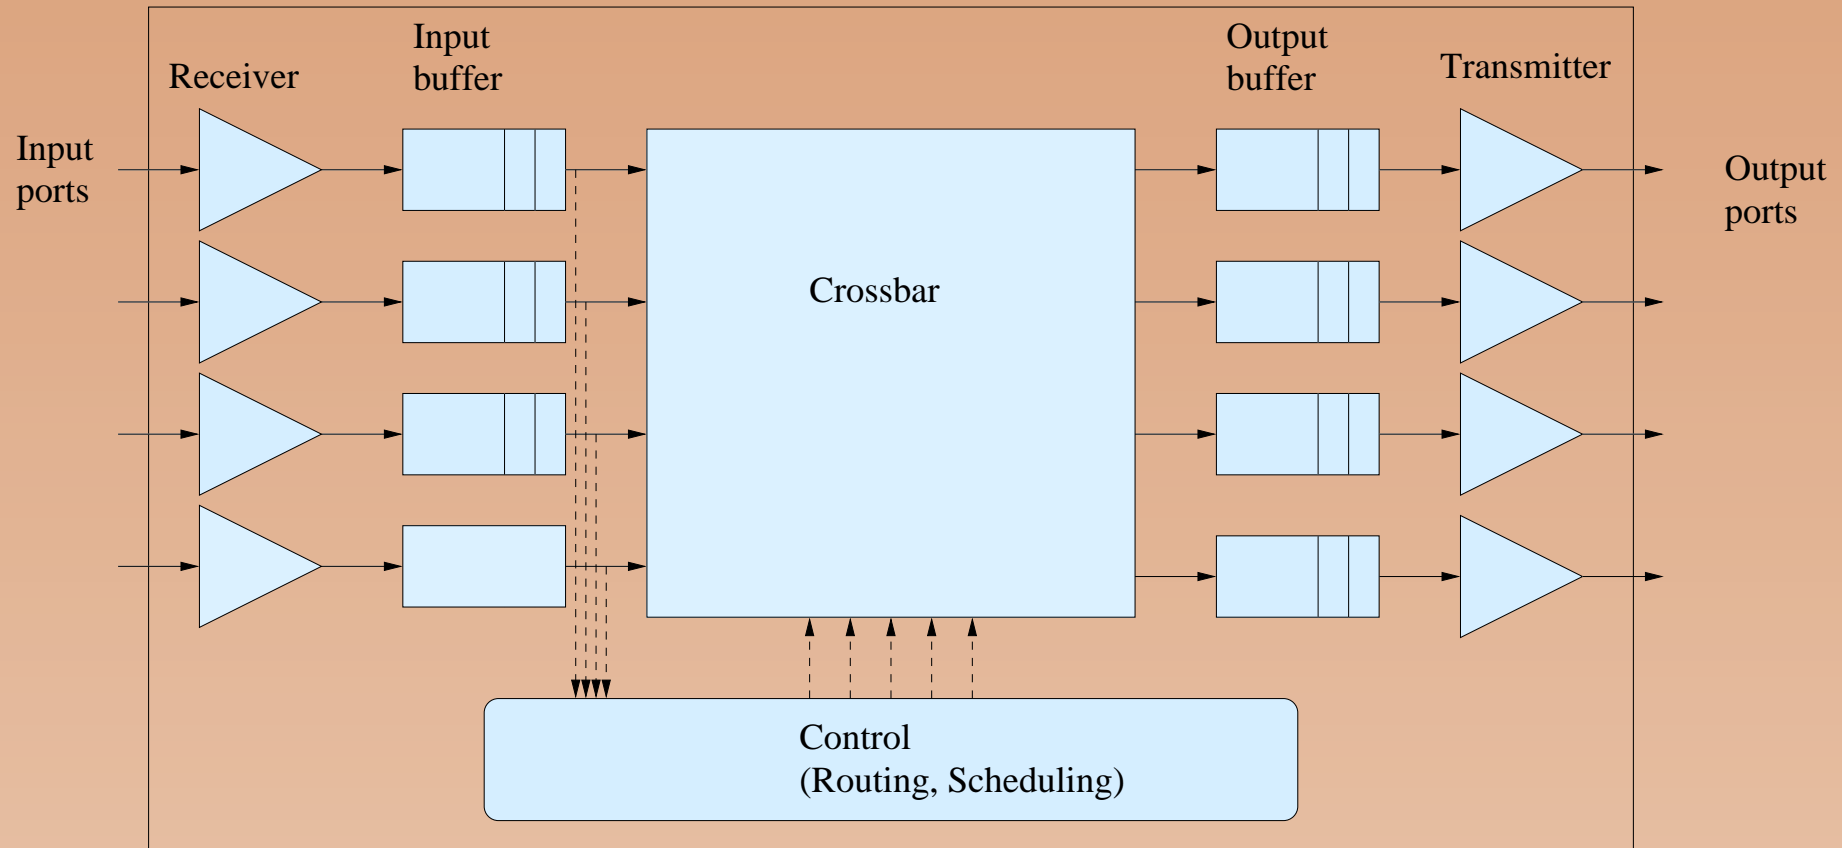 Input
ports
Receiver
Input
buffer
Crossbar
Output
buffer
Transmitter
Output
ports
Control
(Routing, Scheduling)